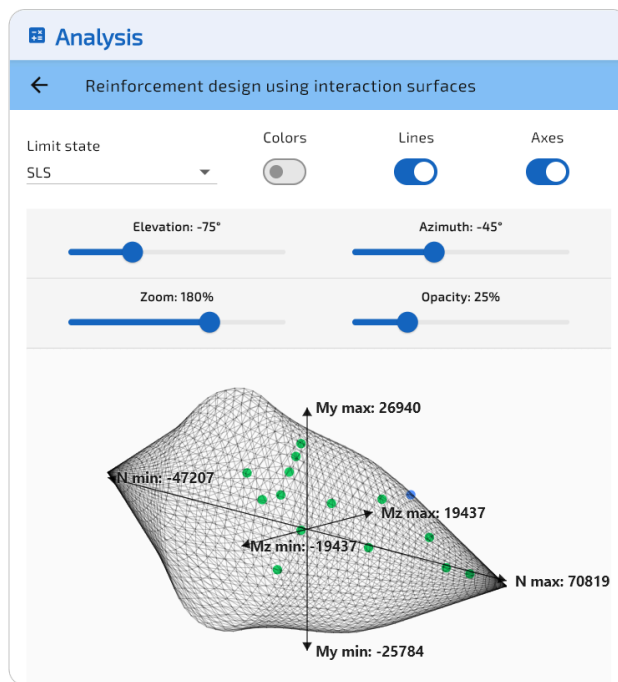 Analysis
Reinforcement design using interaction surfaces
Limit state
SLS
Colors
Lines
Axes
Elevation: -75°
Azimuth: -45°
Zoom: 180%
Opacity: 25%
My max: 26940
N min: -47207
Mz max: 19437
Mz min: -19437
N max: 70819
My min: -25784